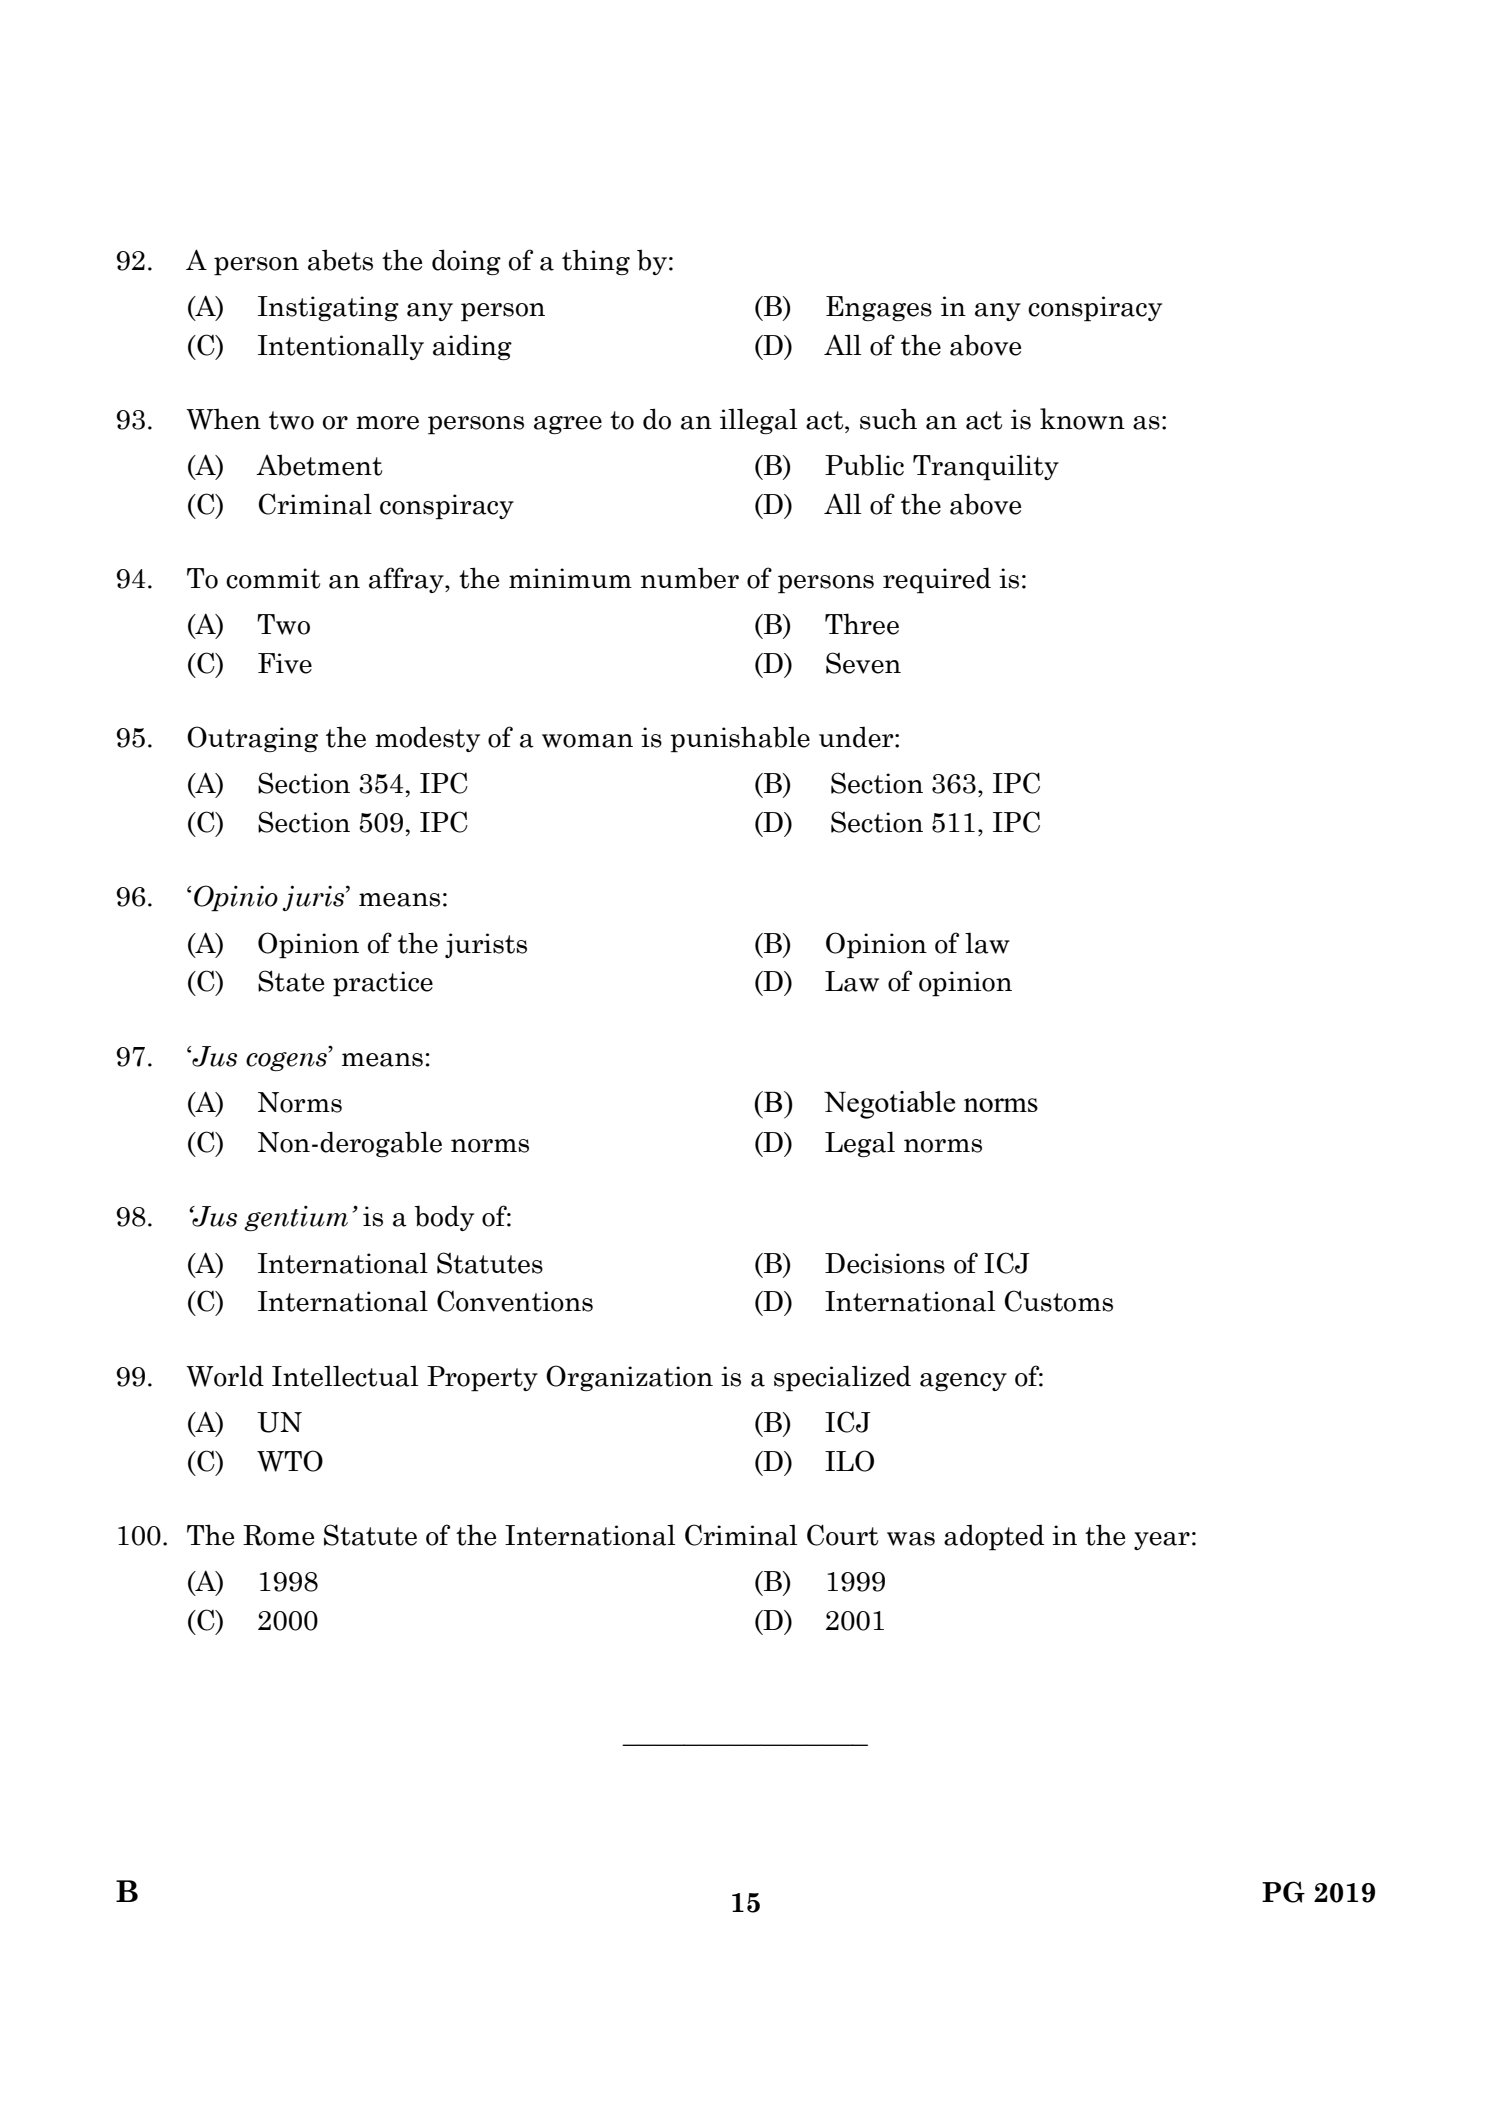 92. A person abets the doing of a thing by:
(A) Instigating any person (B) Engages in any conspiracy
(C) Intentionally aiding (D) All of the above
93. When two or more persons agree to do an illegal act, such an act is known as:
(A) Abetment (B) Public Tranquility
(C) Criminal conspiracy (D) All of the above
94. To commit an affray, the minimum number of persons required is:
(A) Two (B) Three
(C) Five (D) Seven
95. Outraging the modesty of a woman is punishable under:
(A) Section 354, IPC (B) Section 363, IPC
(C) Section 509, IPC (D) Section 511, IPC
96. ‘Opinio juris’ means:
(A) Opinion of the jurists (B) Opinion of law
(C) State practice (D) Law of opinion
97. ‘Jus cogens’ means:
(A) Norms (B) Negotiable norms
(C) Non-derogable norms (D) Legal norms
98. ‘Jus gentium’ is a body of:
(A) International Statutes (B) Decisions of ICJ
(C) International Conventions (D) International Customs
99. World Intellectual Property Organization is a specialized agency of:
(A) UN (B) ICJ
(C) WTO (D) ILO
100. The Rome Statute of the International Criminal Court was adopted in the year:
(A) 1998 (B) 1999
(C) 2000 (D) 2001
B 15 PG 2019